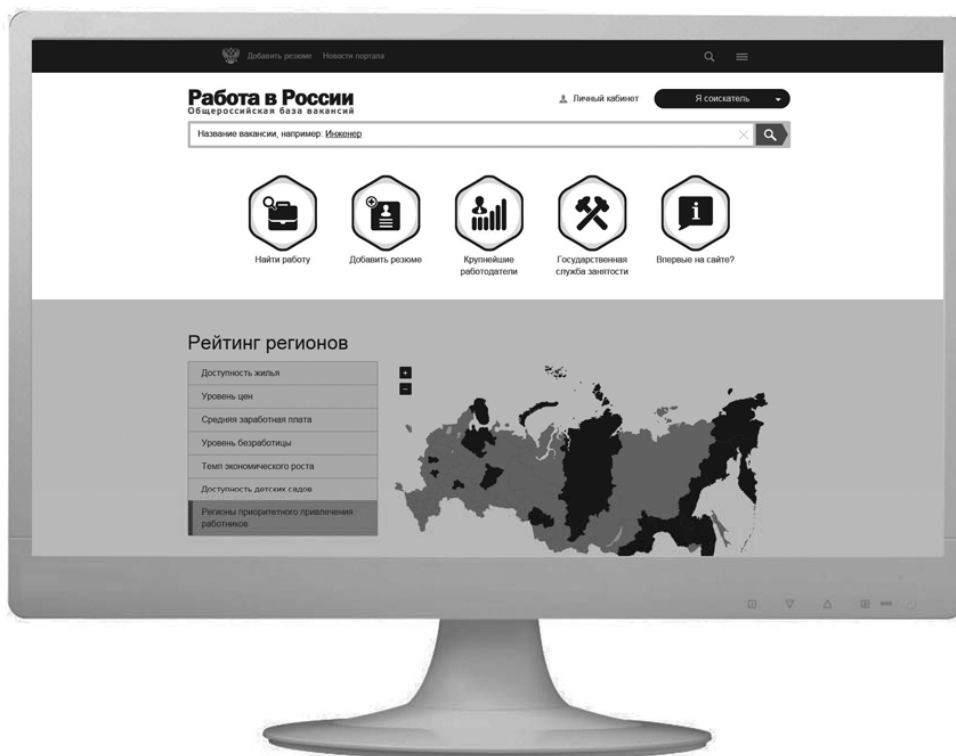 Добавить резюме Новости портала
Работа в России
Общероссийская база вакансий
Личный кабинет
Я соискатель
Название вакансии, например: Инженер
Найти работу
Добавить резюме
Крупнейшие
работодатели
Государственная
служба занятости
Впервые на сайте?
Рейтинг регионов
Доступность жилья
Уровень цен
Средняя заработная плата
Уровень безработицы
Темп экономического роста
Доступность детских садов
Регионы приоритетного привлечения
работников